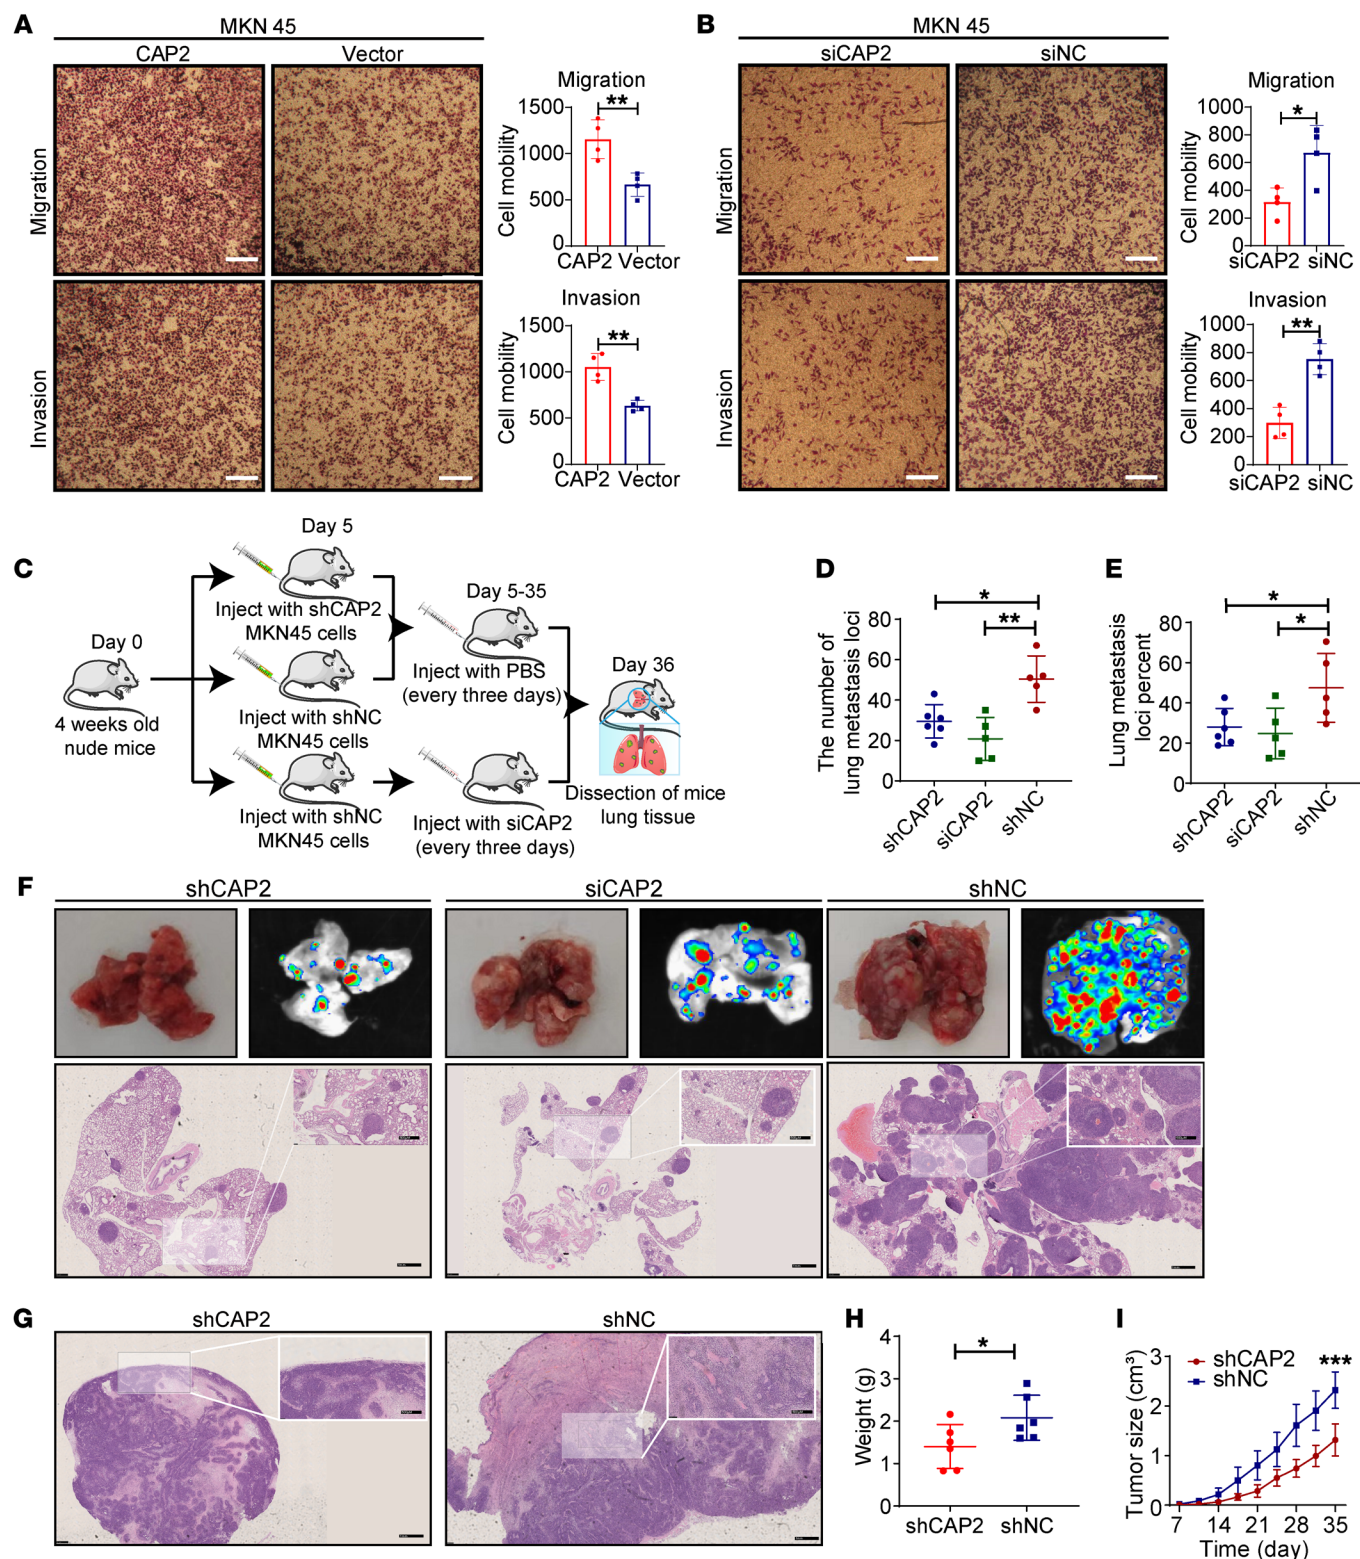 A
MKN 45
CAP2
Vector
Migration
Invasion
Migration
1500
1000
500
0
Cell mobility
**
CAP2 Vector
Invasion
1500
1000
500
0
Cell mobility
**
CAP2 Vector
B
MKN 45
siCAP2
siNC
Migration
Invasion
Migration
1000
800
600
400
200
0
Cell mobility
*
siCAP2 siNC
Invasion
1000
800
600
400
200
0
Cell mobility
**
siCAP2 siNC
C
Day 0
4 weeks old
nude mice
Day 5
Inject with shCAP2
MKN45 cells
Inject with shNC
MKN45 cells
Inject with shNC
MKN45 cells
Day 5-35
Inject with PBS
(every three days)
Inject with siCAP2
(every three days)
Day 36
Dissection of mice
lung tissue
D
The number of
lung metastasis loci
80
60
40
20
0
*
**
shCAP2
siCAP2
shNC
E
Lung metastasis
loci percent
80
60
40
20
0
*
*
shCAP2
siCAP2
shNC
F
shCAP2
siCAP2
shNC
G
shCAP2
shNC
H
Weight (g)
4
3
2
1
0
*
shCAP2 shNC
I
Tumor size (cm³)
3
2
1
0
shCAP2
shNC
***
7 14 21 28 35
Time (day)